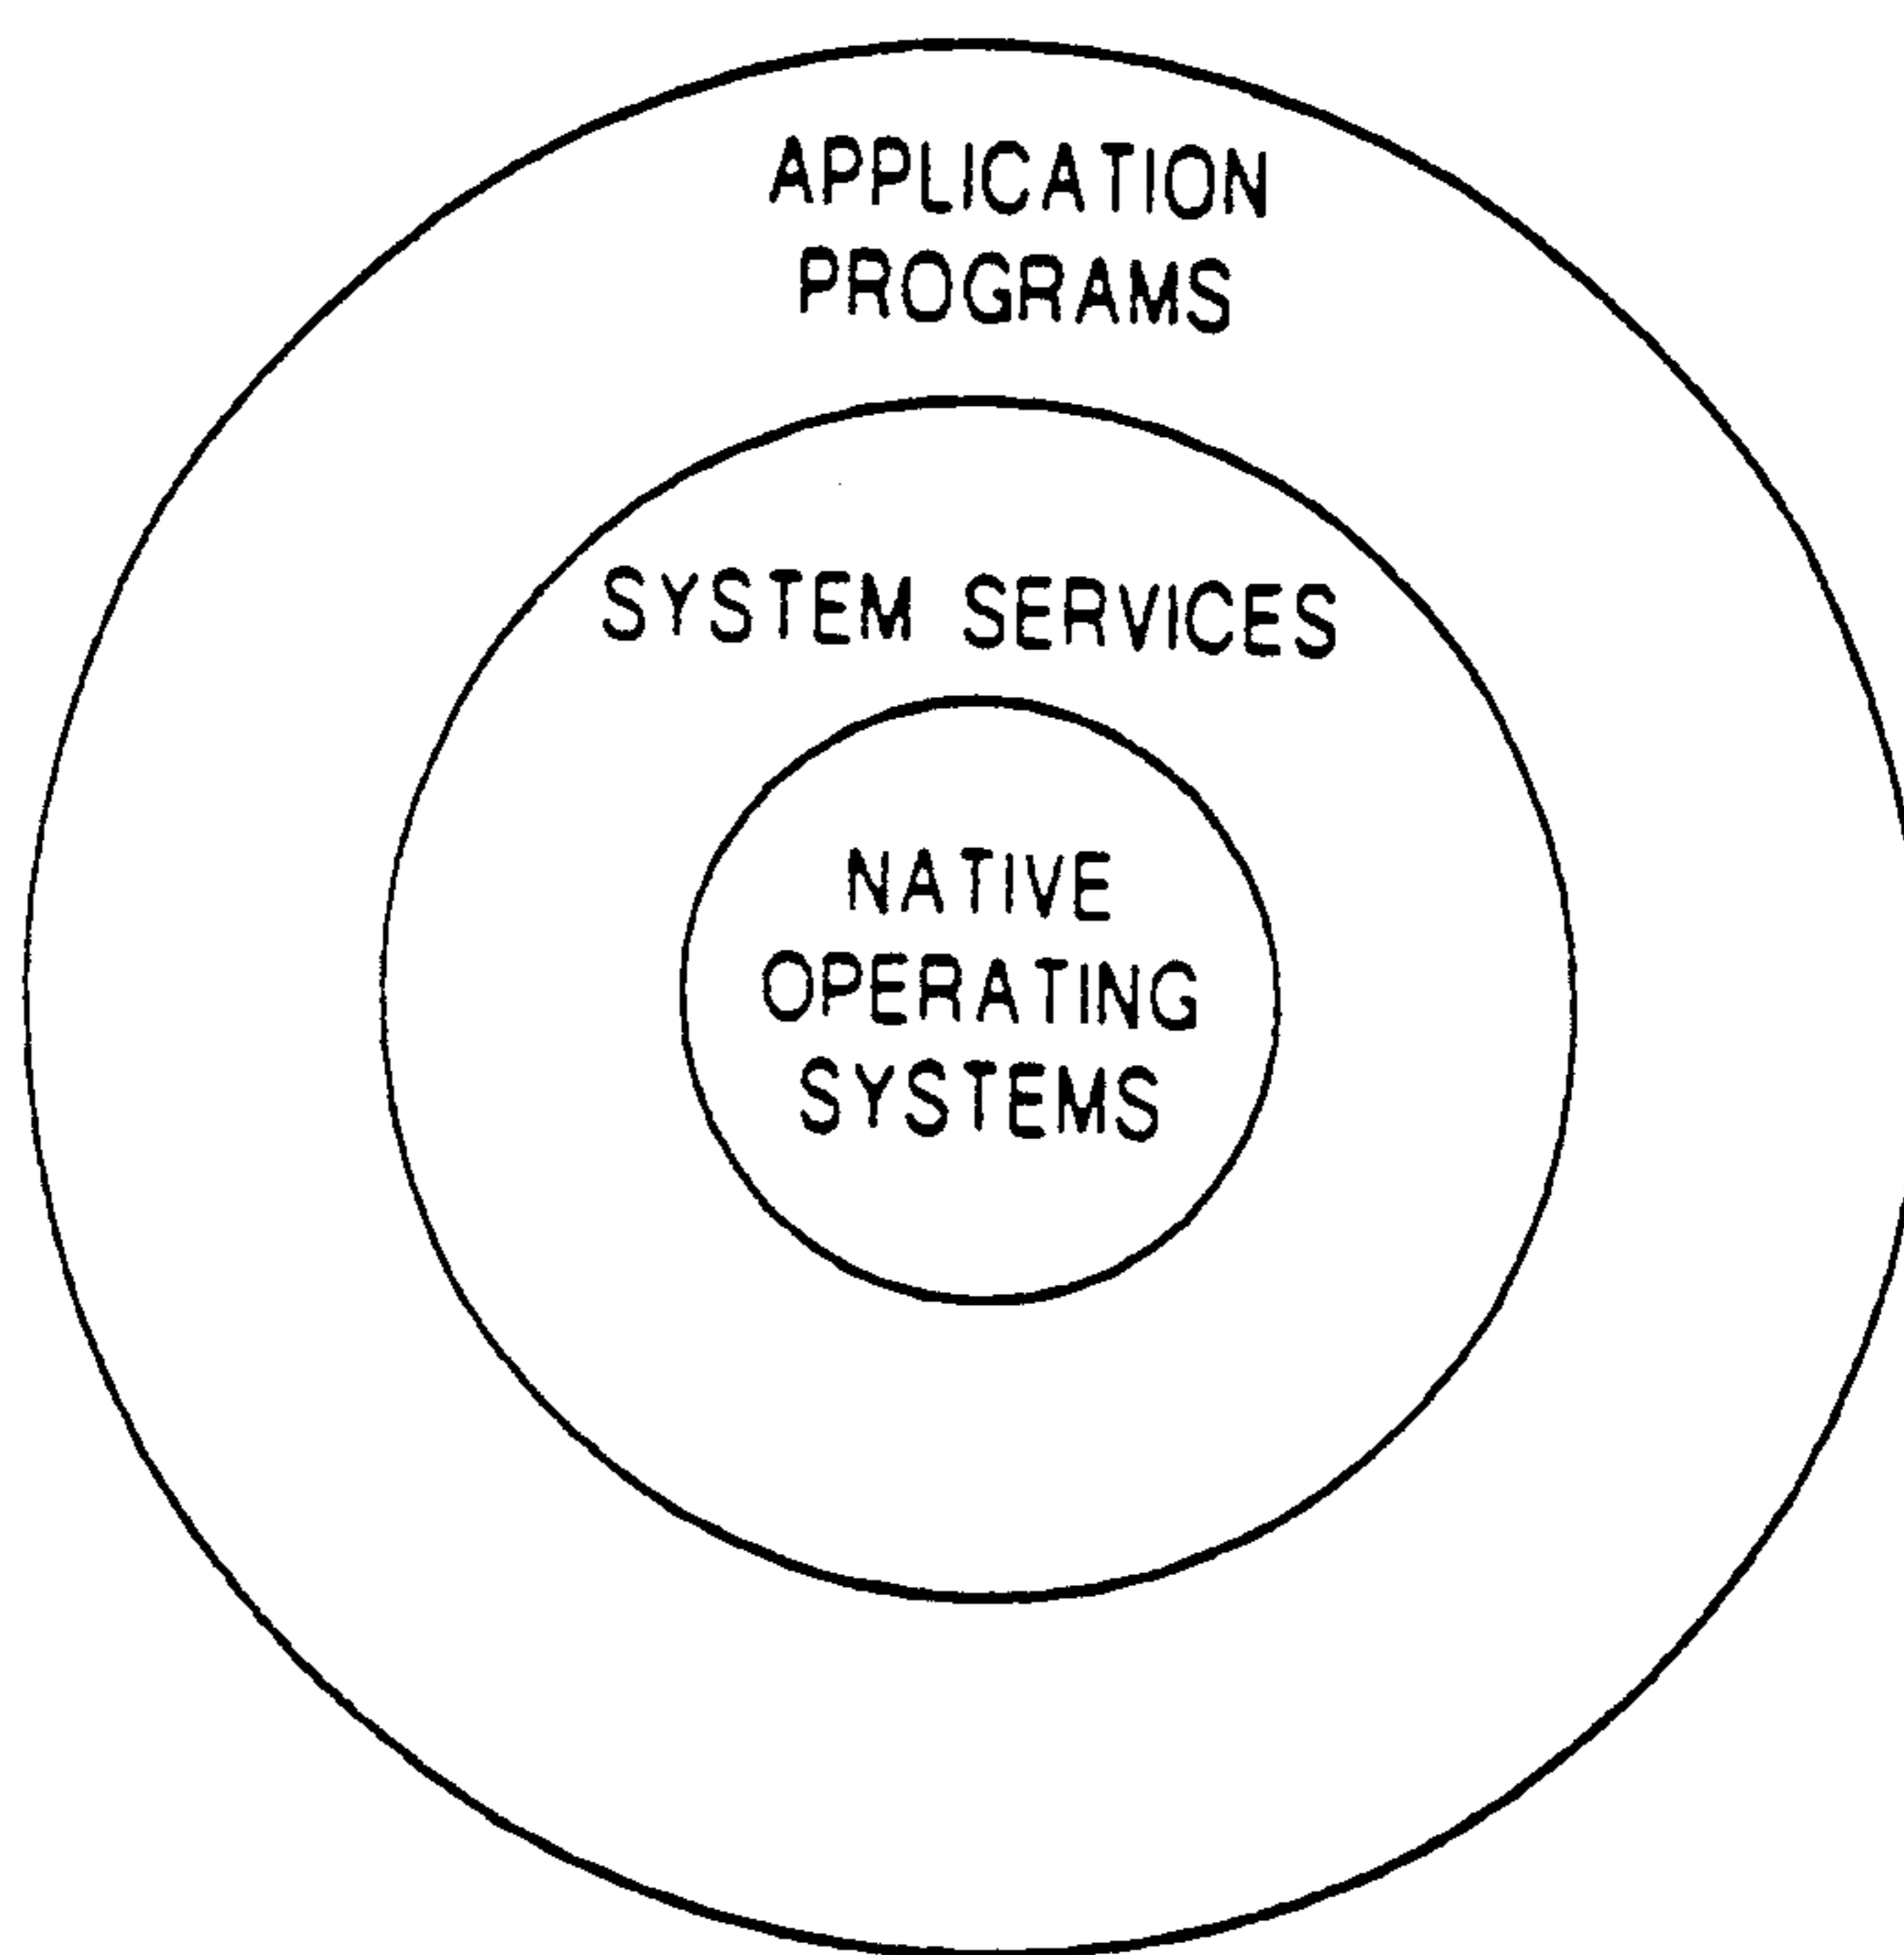 APPLICATION
PROGRAMS
SYSTEM SERVICES
NATIVE
OPERATING
SYSTEMS